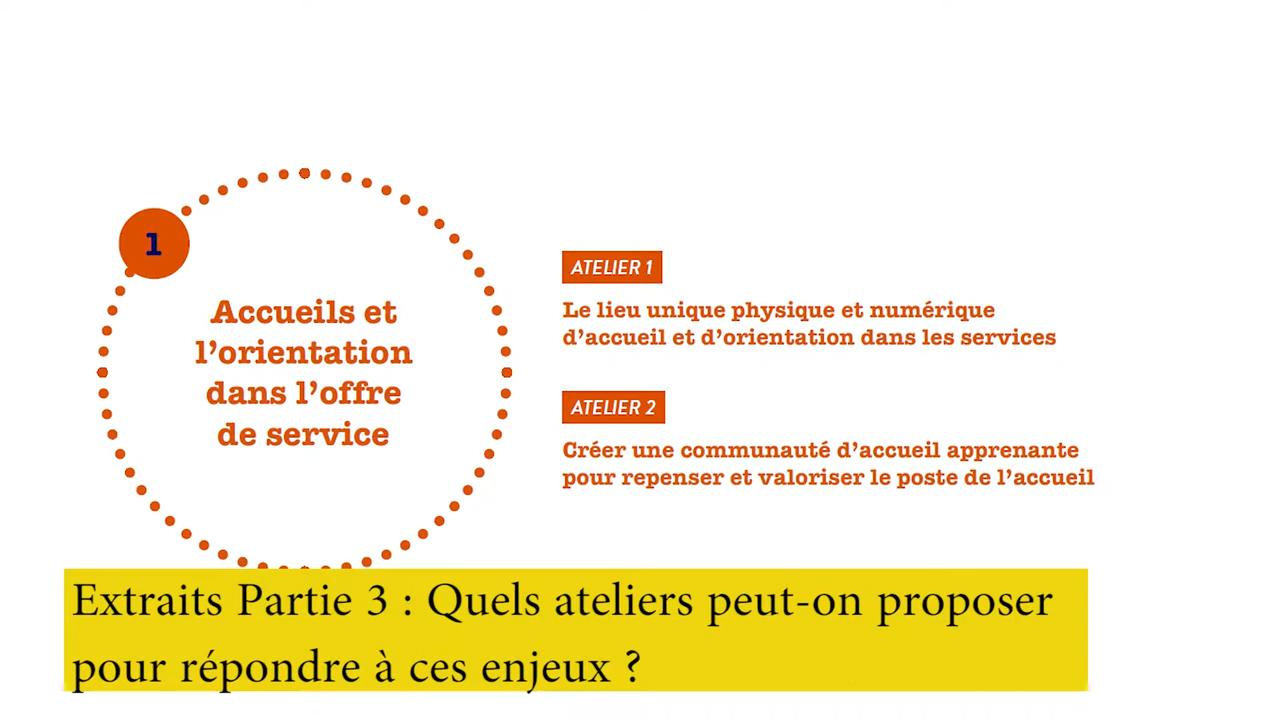 1
Accueils et
l’orientation
dans l’offre
de service
ATELIER 1
Le lieu unique physique et numérique
d’accueil et d’orientation dans les services
ATELIER 2
Créer une communauté d’accueil apprenante
pour repenser et valoriser le poste de l’accueil
Extraits Partie 3 : Quels ateliers peut-on proposer
pour répondre à ces enjeux ?